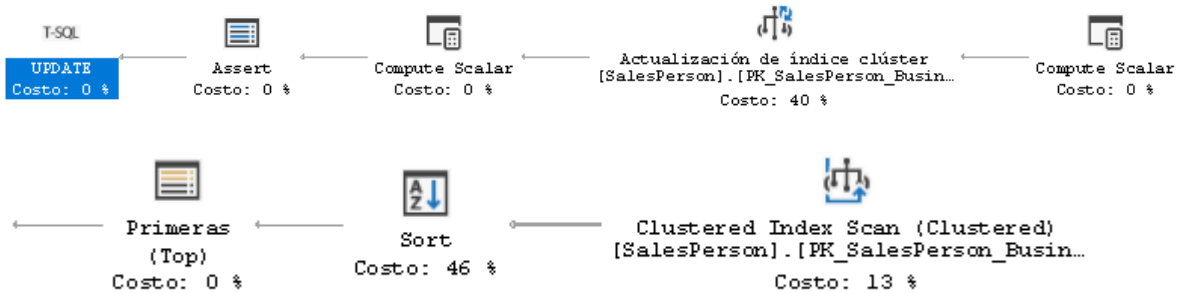 T-SQL
UPDATE
Costo: 0 %
Assert
Costo: 0 %
Compute Scalar
Costo: 0 %
Actualización de índice clúster
[SalesPerson].[PK_SalesPerson_Busin…
Costo: 40 %
Compute Scalar
Costo: 0 %
Primeras
(Top)
Costo: 0 %
Sort
Costo: 46 %
Clustered Index Scan (Clustered)
[SalesPerson].[PK_SalesPerson_Busin…
Costo: 13 %